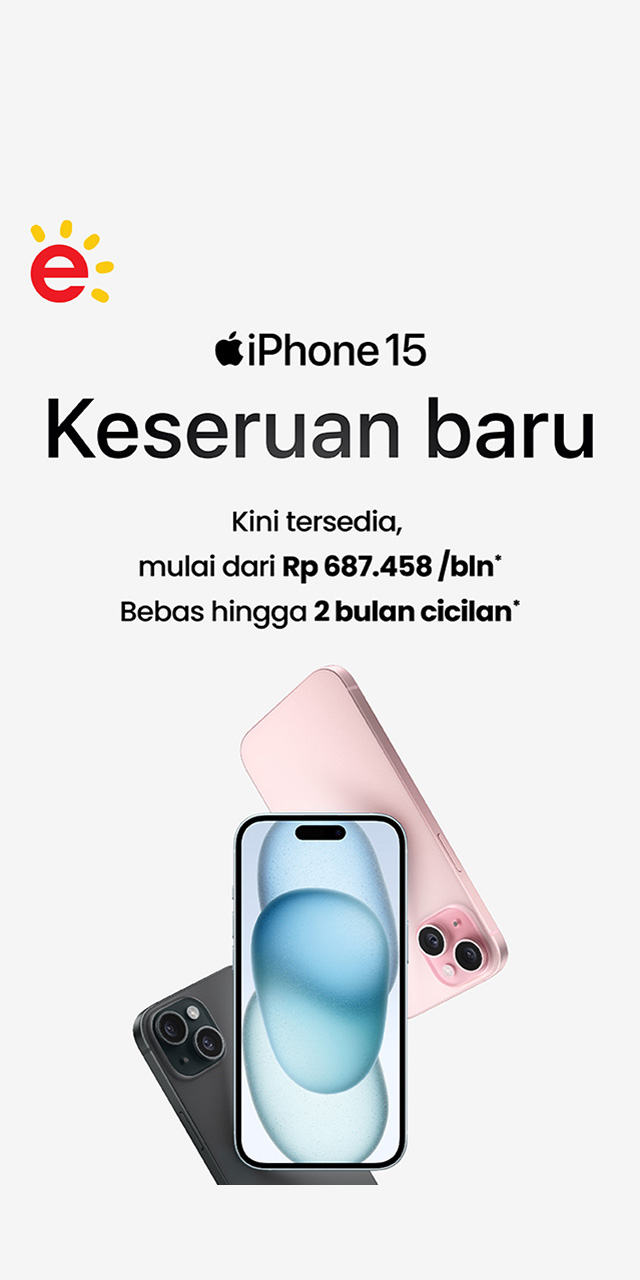 e
iPhone 15
Keseruan baru
Kini tersedia,
mulai dari Rp 687.458 /bln*
Bebas hingga 2 bulan cicilan*